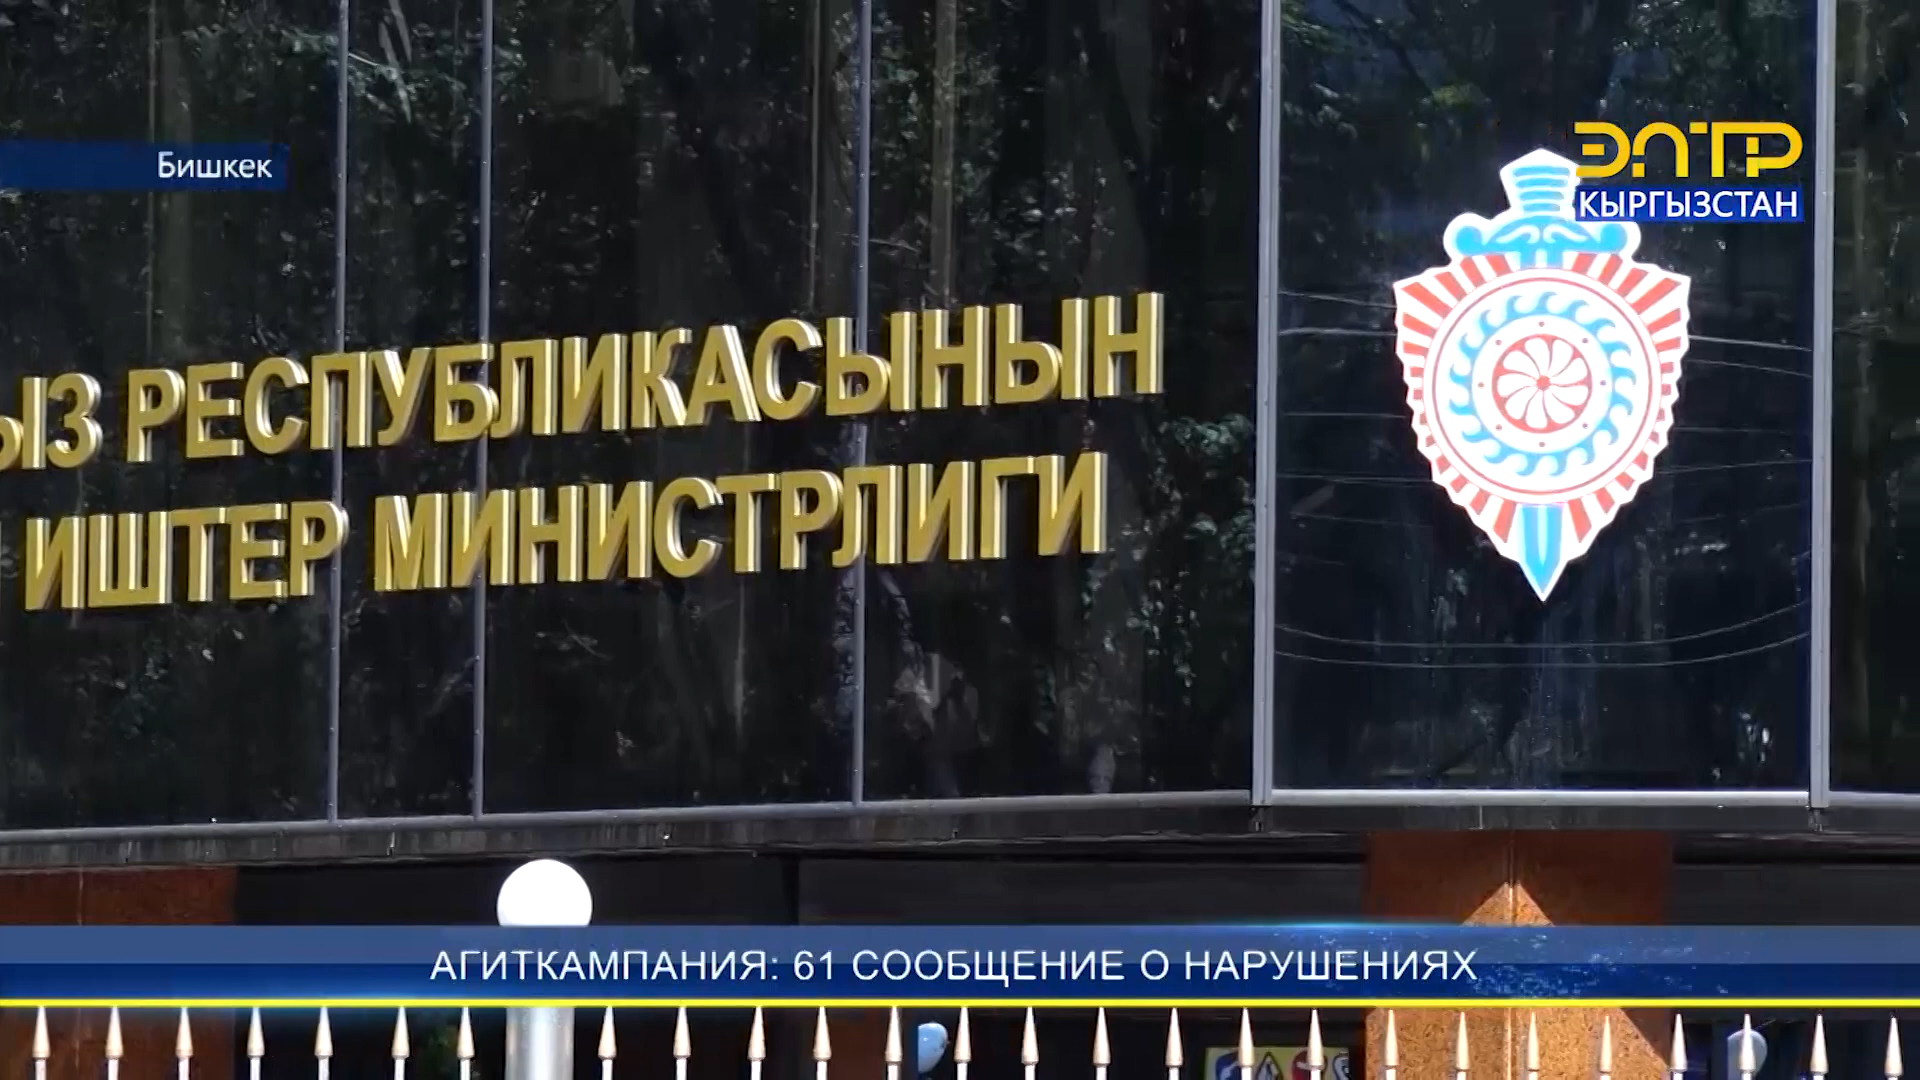 Бишкек
ЭЛТР
КЫРГЫЗСТАН
ЫЗ РЕСПУБЛИКАСЫНЫН
ИШТЕР МИНИСТРЛИГИ
АГИТКАМПАНИЯ: 61 СООБЩЕНИЕ О НАРУШЕНИЯХ